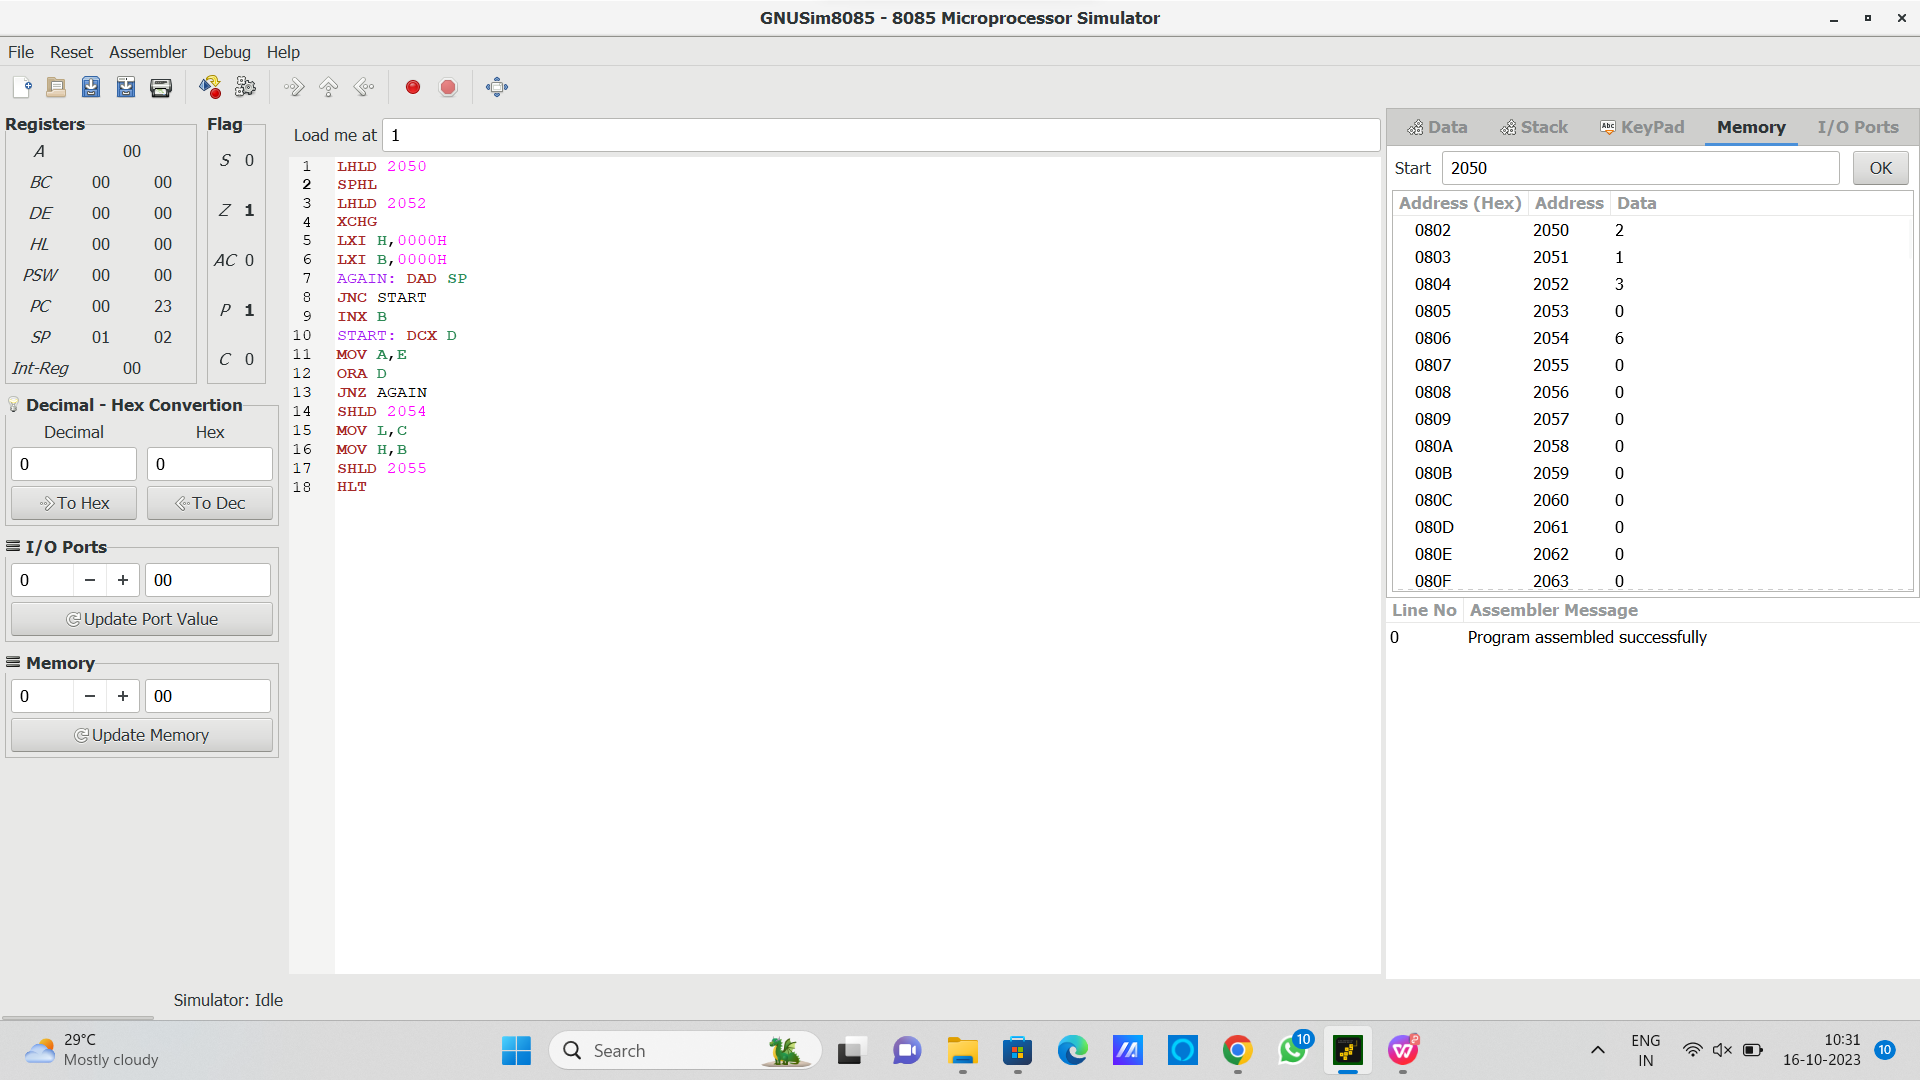 GNUSim8085 - 8085 Microprocessor Simulator
File Reset Assembler Debug Help
Registers
A 00
BC 00 00
DE 00 00
HL 00 00
PSW 00 00
PC 00 23
SP 01 02
Int-Reg 00
Flag
S 0
Z 1
AC 0
P 1
C 0
Decimal - Hex Convertion
Decimal Hex
0 0
To Hex To Dec
I/O Ports
0 − + 00
Update Port Value
Memory
0 − + 00
Update Memory
Load me at 1
1 LHLD 2050
2 SPHL
3 LHLD 2052
4 XCHG
5 LXI H,0000H
6 LXI B,0000H
7 AGAIN: DAD SP
8 JNC START
9 INX B
10 START: DCX D
11 MOV A,E
12 ORA D
13 JNZ AGAIN
14 SHLD 2054
15 MOV L,C
16 MOV H,B
17 SHLD 2055
18 HLT
Data Stack Abc KeyPad Memory I/O Ports
Start 2050 OK
Address (Hex) Address Data
0802 2050 2
0803 2051 1
0804 2052 3
0805 2053 0
0806 2054 6
0807 2055 0
0808 2056 0
0809 2057 0
080A 2058 0
080B 2059 0
080C 2060 0
080D 2061 0
080E 2062 0
080F 2063 0
Line No Assembler Message
0 Program assembled successfully
Simulator: Idle
29°C
Mostly cloudy
Search
10
ENG
IN
10:31
16-10-2023
10